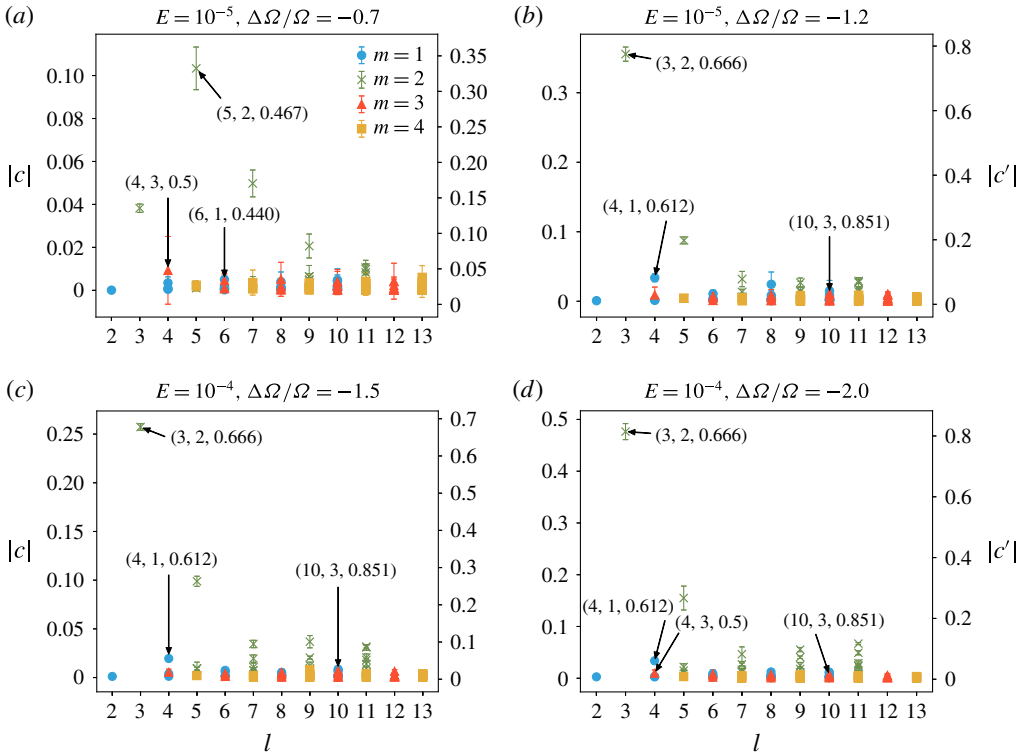 (a) E = 10⁻⁵, ΔΩ/Ω = −0.7
0.10
0.08
0.06
0.04
0.02
0
|c|
0.35
0.30
0.25
0.20
0.15
0.10
0.05
0
m = 1
m = 2
m = 3
m = 4
(5, 2, 0.467)
(4, 3, 0.5)
(6, 1, 0.440)
2 3 4 5 6 7 8 9 10 11 12 13
(b) E = 10⁻⁵, ΔΩ/Ω = −1.2
0.3
0.2
0.1
0
0.8
0.6
0.4
0.2
0
|c′|
(3, 2, 0.666)
(4, 1, 0.612)
(10, 3, 0.851)
2 3 4 5 6 7 8 9 10 11 12 13
(c) E = 10⁻⁴, ΔΩ/Ω = −1.5
0.25
0.20
0.15
0.10
0.05
0
|c|
0.7
0.6
0.5
0.4
0.3
0.2
0.1
0
(3, 2, 0.666)
(4, 1, 0.612)
(10, 3, 0.851)
2 3 4 5 6 7 8 9 10 11 12 13
l
(d) E = 10⁻⁴, ΔΩ/Ω = −2.0
0.5
0.4
0.3
0.2
0.1
0
0.8
0.6
0.4
0.2
0
|c′|
(3, 2, 0.666)
(4, 1, 0.612)
(4, 3, 0.5)
(10, 3, 0.851)
2 3 4 5 6 7 8 9 10 11 12 13
l